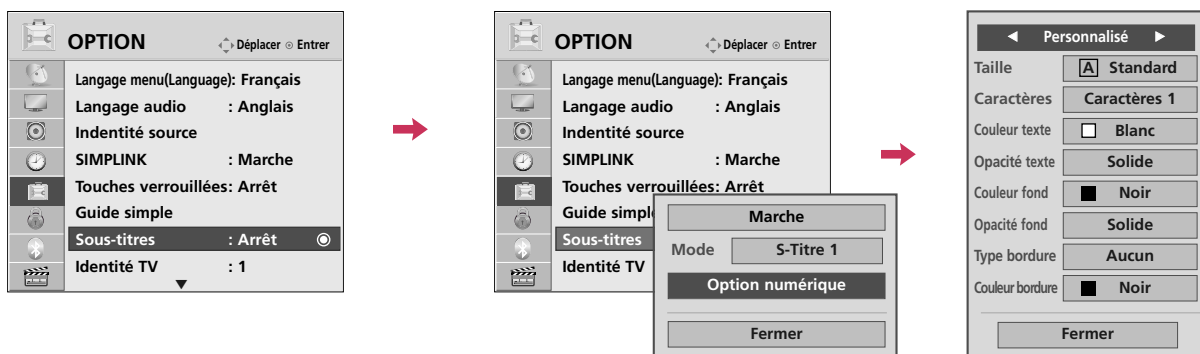 OPTION Déplacer Entrer
Langage menu(Language): Français
Langage audio : Anglais
Indentité source
SIMPLINK : Marche
Touches verrouillées: Arrêt
Guide simple
Sous-titres : Arrêt
Identité TV : 1
OPTION Déplacer Entrer
Langage menu(Language): Français
Langage audio : Anglais
Indentité source
SIMPLINK : Marche
Touches verrouillées: Arrêt
Guide simple
Sous-titres
Identité TV
Marche
Mode S-Titre 1
Option numérique
Fermer
◀ Personnalisé ▶
Taille A Standard
Caractères Caractères 1
Couleur texte Blanc
Opacité texte Solide
Couleur fond Noir
Opacité fond Solide
Type bordure Aucun
Couleur bordure Noir
Fermer